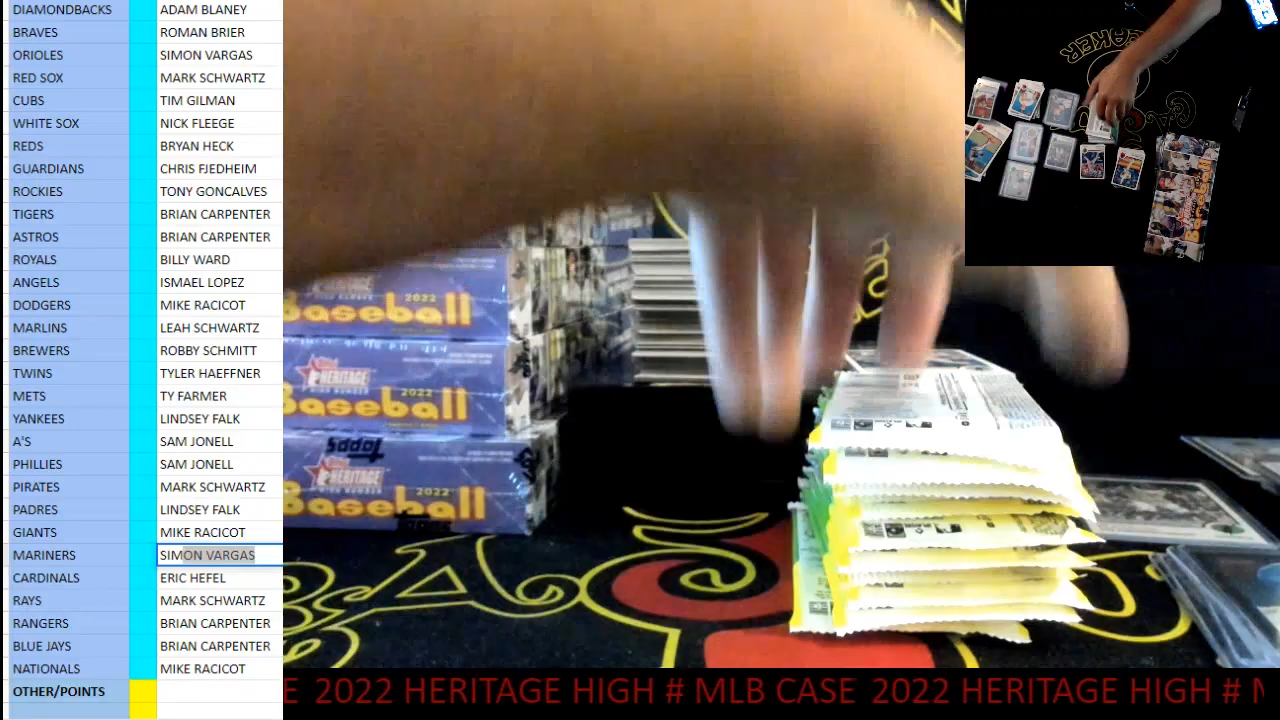 DIAMONDBACKS ADAM BLANEY
BRAVES ROMAN BRIER
ORIOLES SIMON VARGAS
RED SOX MARK SCHWARTZ
CUBS TIM GILMAN
WHITE SOX NICK FLEEGE
REDS BRYAN HECK
GUARDIANS CHRIS FJEDHEIM
ROCKIES TONY GONCALVES
TIGERS BRIAN CARPENTER
ASTROS BRIAN CARPENTER
ROYALS BILLY WARD
ANGELS ISMAEL LOPEZ
DODGERS MIKE RACICOT
MARLINS LEAH SCHWARTZ
BREWERS ROBBY SCHMITT
TWINS TYLER HAEFFNER
METS TY FARMER
YANKEES LINDSEY FALK
A'S SAM JONELL
PHILLIES SAM JONELL
PIRATES MARK SCHWARTZ
PADRES LINDSEY FALK
GIANTS MIKE RACICOT
MARINERS SIMON VARGAS
CARDINALS ERIC HEFEL
RAYS MARK SCHWARTZ
RANGERS BRIAN CARPENTER
BLUE JAYS BRIAN CARPENTER
NATIONALS MIKE RACICOT
OTHER/POINTS
HERITAGE
2022
Baseball
HERITAGE
2022
Baseball
Topps
HERITAGE
2022
Baseball
Baseball
E 2022 HERITAGE HIGH # MLB CASE 2022 HERITAGE HIGH #